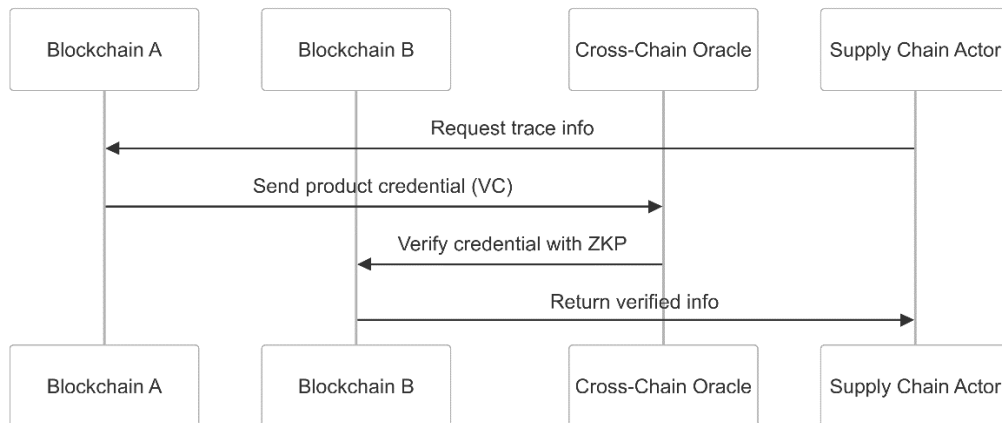 Blockchain A
Blockchain B
Cross-Chain Oracle
Supply Chain Actor
Request trace info
Send product credential (VC)
Verify credential with ZKP
Return verified info
Blockchain A
Blockchain B
Cross-Chain Oracle
Supply Chain Actor